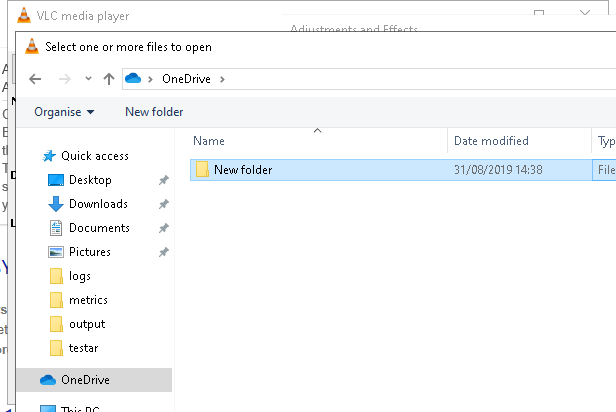 VLC media player
Adjustments and Effects
Select one or more files to open
OneDrive
Organise
New folder
Name
Date modified
Typ
Quick access
New folder
31/08/2019 14:38
File
Desktop
Downloads
Documents
Pictures
logs
metrics
output
testar
OneDrive
This PC